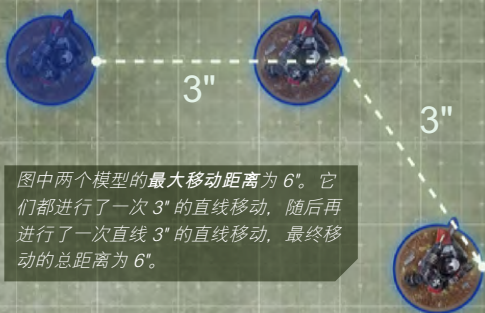 3"
3"
图中两个模型的最大移动距离为 6"。它
们都进行了一次 3" 的直线移动，随后再
进行了一次直线 3" 的直线移动，最终移
动的总距离为 6"。